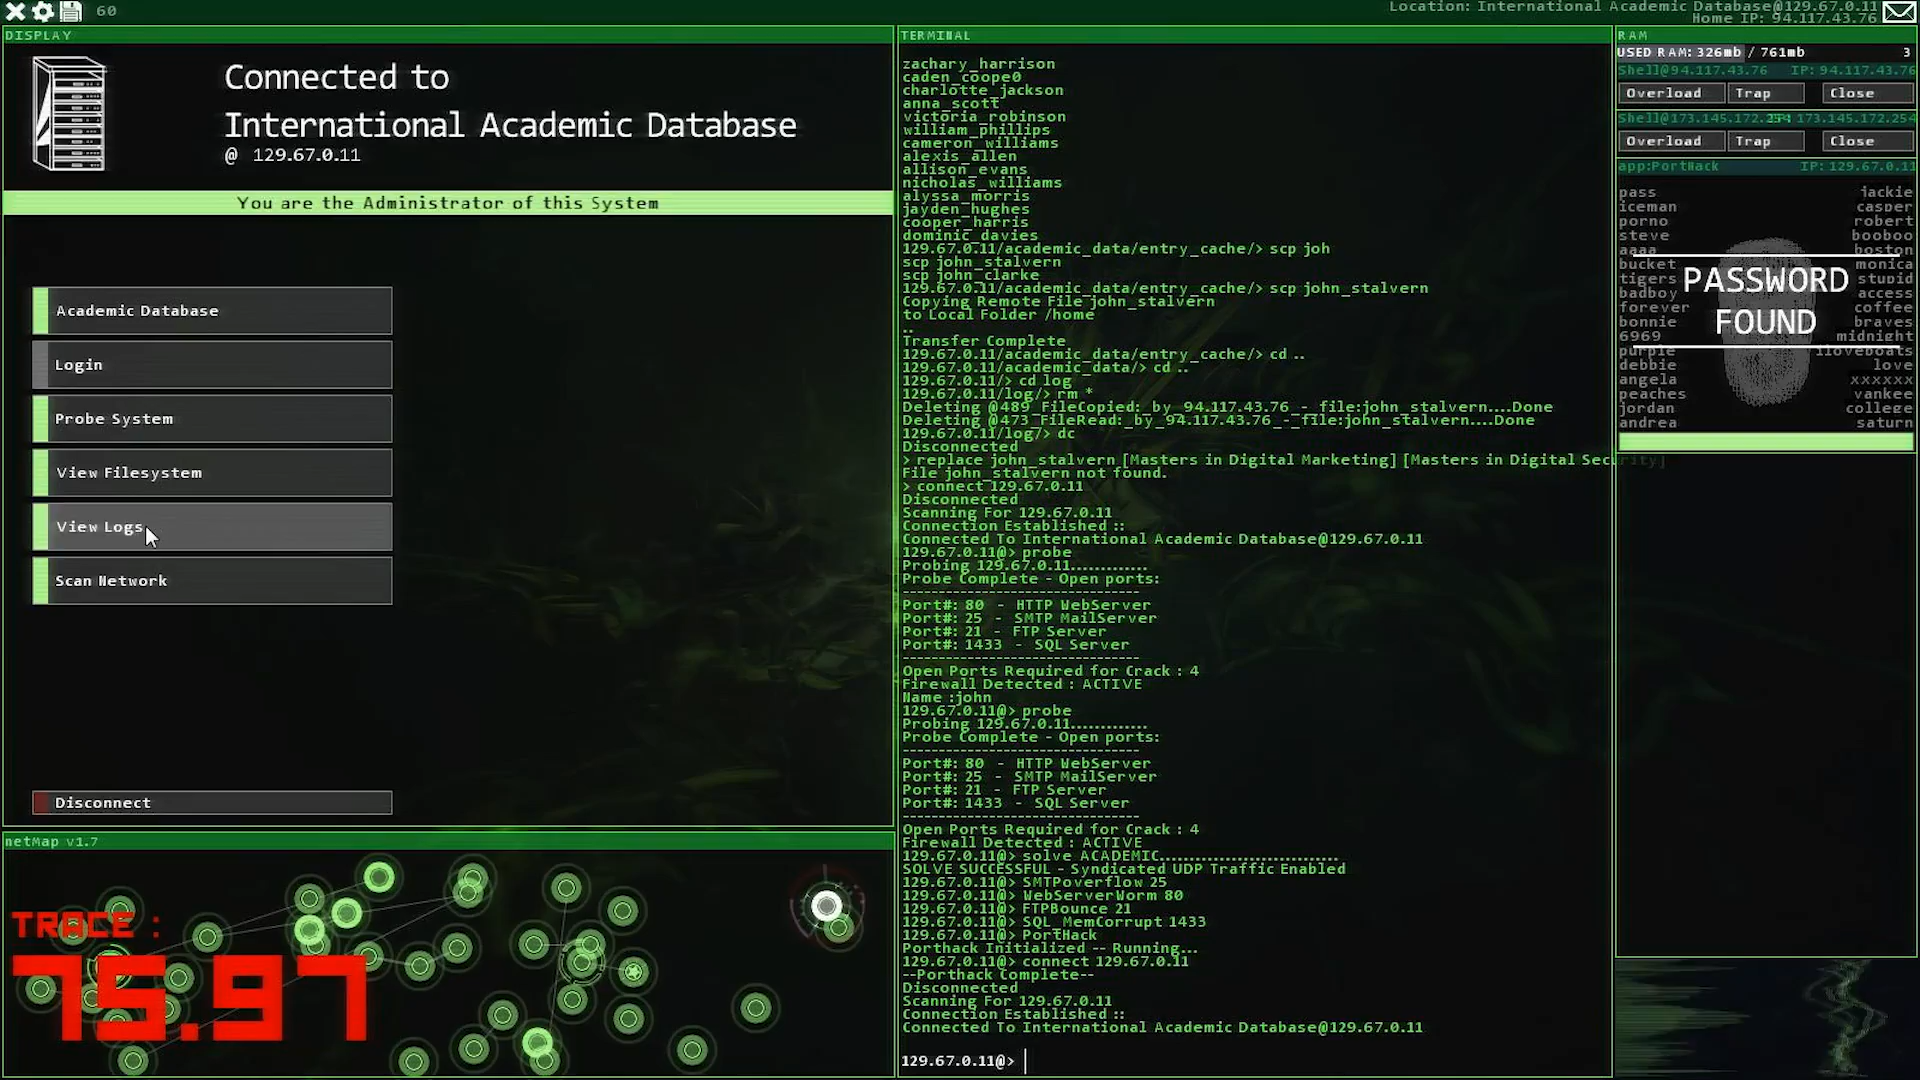 60
Location: International Academic Database@129.67.0.11
Home IP: 94.117.43.76
DISPLAY
Connected to
International Academic Database
@ 129.67.0.11
You are the Administrator of this System
Academic Database
Login
Probe System
View Filesystem
View Logs
Scan Network
Disconnect
netMap v1.7
TRACE :
75.97
TERMINAL
zachary_harrison
caden_coope0
charlotte_jackson
anna_scott
victoria_robinson
william_phillips
cameron_williams
alexis_allen
allison_evans
nicholas_williams
alyssa_morris
jayden_hughes
cooper_harris
dominic_davies
129.67.0.11/academic_data/entry_cache/> scp joh
scp john_stalvern
scp john_clarke
129.67.0.11/academic_data/entry_cache/> scp john_stalvern
Copying Remote File john_stalvern
to Local Folder /home
..
Transfer Complete
129.67.0.11/academic_data/entry_cache/> cd ..
129.67.0.11/academic_data/> cd ..
129.67.0.11/> cd log
129.67.0.11/log/> rm *
Deleting @489_FileCopied:_by_94.117.43.76_-_file:john_stalvern....Done
Deleting @473_FileRead:_by_94.117.43.76_-_file:john_stalvern....Done
129.67.0.11/log/> dc
Disconnected
> replace john_stalvern [Masters in Digital Marketing] [Masters in Digital Security]
File john_stalvern not found.
> connect 129.67.0.11
Disconnected
Scanning For 129.67.0.11
Connection Established ::
Connected To International Academic Database@129.67.0.11
129.67.0.11@> probe
Probing 129.67.0.11.............
Probe Complete - Open ports:
---------------------------------
Port#: 80 - HTTP WebServer
Port#: 25 - SMTP MailServer
Port#: 21 - FTP Server
Port#: 1433 - SQL Server
---------------------------------
Open Ports Required for Crack : 4
Firewall Detected : ACTIVE
Name :john
129.67.0.11@> probe
Probing 129.67.0.11.............
Probe Complete - Open ports:
---------------------------------
Port#: 80 - HTTP WebServer
Port#: 25 - SMTP MailServer
Port#: 21 - FTP Server
Port#: 1433 - SQL Server
---------------------------------
Open Ports Required for Crack : 4
Firewall Detected : ACTIVE
129.67.0.11@> solve ACADEMIC..............................
SOLVE SUCCESSFUL - Syndicated UDP Traffic Enabled
129.67.0.11@> SMTPoverflow 25
129.67.0.11@> WebServerWorm 80
129.67.0.11@> FTPBounce 21
129.67.0.11@> SQL_MemCorrupt 1433
129.67.0.11@> PortHack
Porthack Initialized -- Running...
129.67.0.11@> connect 129.67.0.11
--Porthack Complete--
Disconnected
Scanning For 129.67.0.11
Connection Established ::
Connected To International Academic Database@129.67.0.11
129.67.0.11@>
RAM
USED RAM: 326mb / 761mb 3
Shell@94.117.43.76 IP: 94.117.43.76
Overload Trap Close
Shell@173.145.172.254 IP: 173.145.172.254
Overload Trap Close
app:PortHack IP: 129.67.0.11
pass jackie
iceman casper
porno robert
steve booboo
aaaa boston
bucket monica
tigers stupid
badboy access
forever coffee
bonnie braves
6969 midnight
purple iloveboats
debbie love
angela xxxxxx
peaches yankee
jordan college
andrea saturn
PASSWORD
FOUND